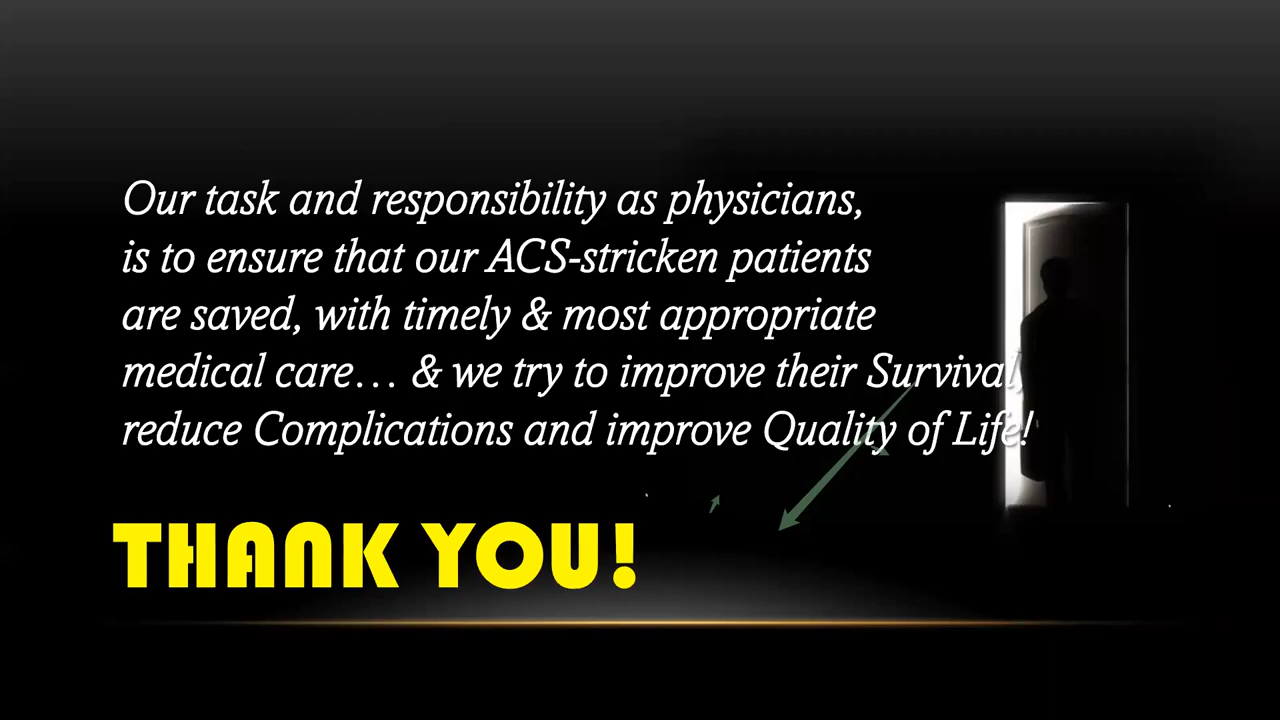 Our task and responsibility as physicians,
is to ensure that our ACS-stricken patients
are saved, with timely & most appropriate
medical care... & we try to improve their Survival,
reduce Complications and improve Quality of Life!
THANK YOU!